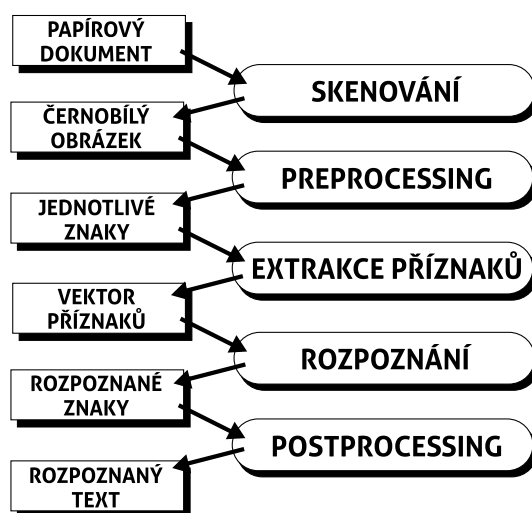 PAPÍROVÝ
DOKUMENT
SKENOVÁNÍ
ČERNOBÍLÝ
OBRÁZEK
PREPROCESSING
JEDNOTLIVÉ
ZNAKY
EXTRAKCE PŘÍZNAKŮ
VEKTOR
PŘÍZNAKŮ
ROZPOZNÁNÍ
ROZPOZNANÉ
ZNAKY
POSTPROCESSING
ROZPOZNANÝ
TEXT